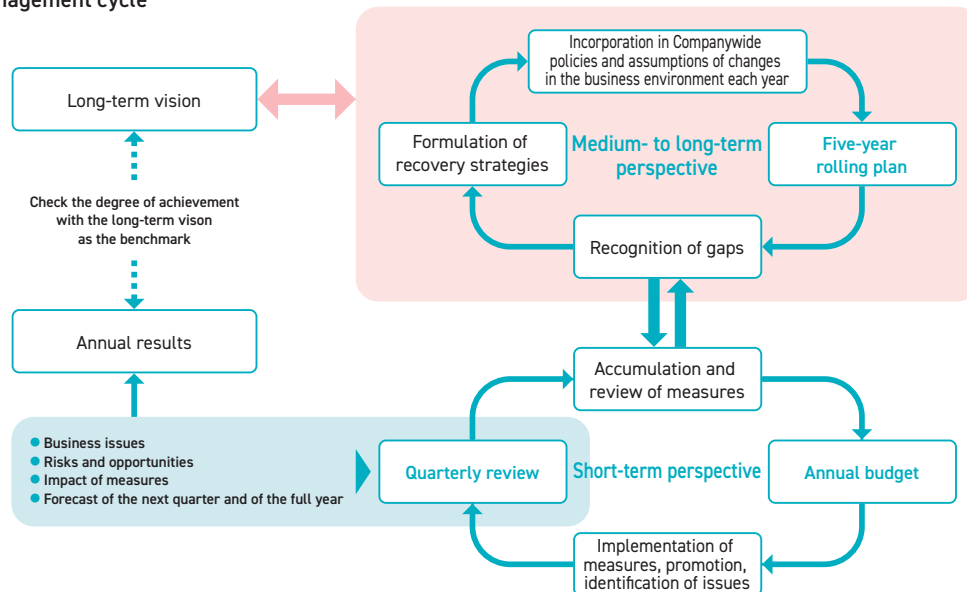 nagement cycle
Incorporation in Companywide
policies and assumptions of changes
in the business environment each year
Long-term vision
Formulation of
recovery strategies
Medium- to long-term
perspective
Five-year
rolling plan
Check the degree of achievement
with the long-term vison
as the benchmark
Recognition of gaps
Annual results
Accumulation and
review of measures
● Business issues
● Risks and opportunities
● Impact of measures
● Forecast of the next quarter and of the full year
Quarterly review
Short-term perspective
Annual budget
Implementation of
measures, promotion,
identification of issues